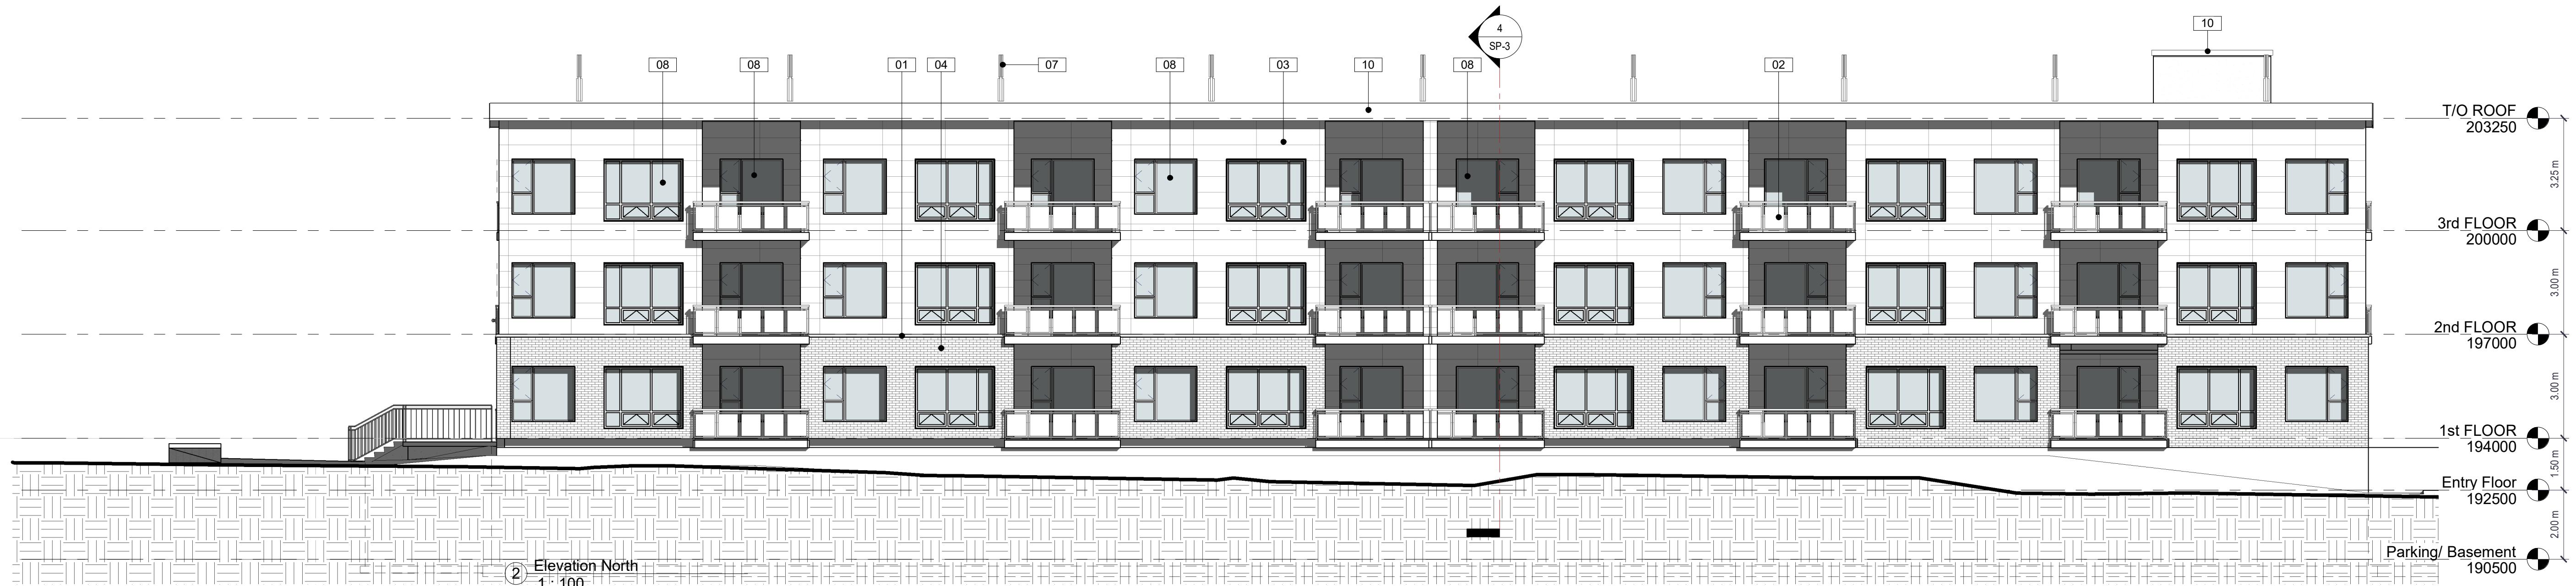 4
SP-3
10
08
08
01
04
07
08
03
10
08
02
T/O ROOF
203250
3.25 m
3rd FLOOR
200000
3.00 m
2nd FLOOR
197000
3.00 m
1st FLOOR
194000
1.50 m
Entry Floor
192500
2.00 m
Parking/ Basement
190500
2
Elevation North
1 : 100